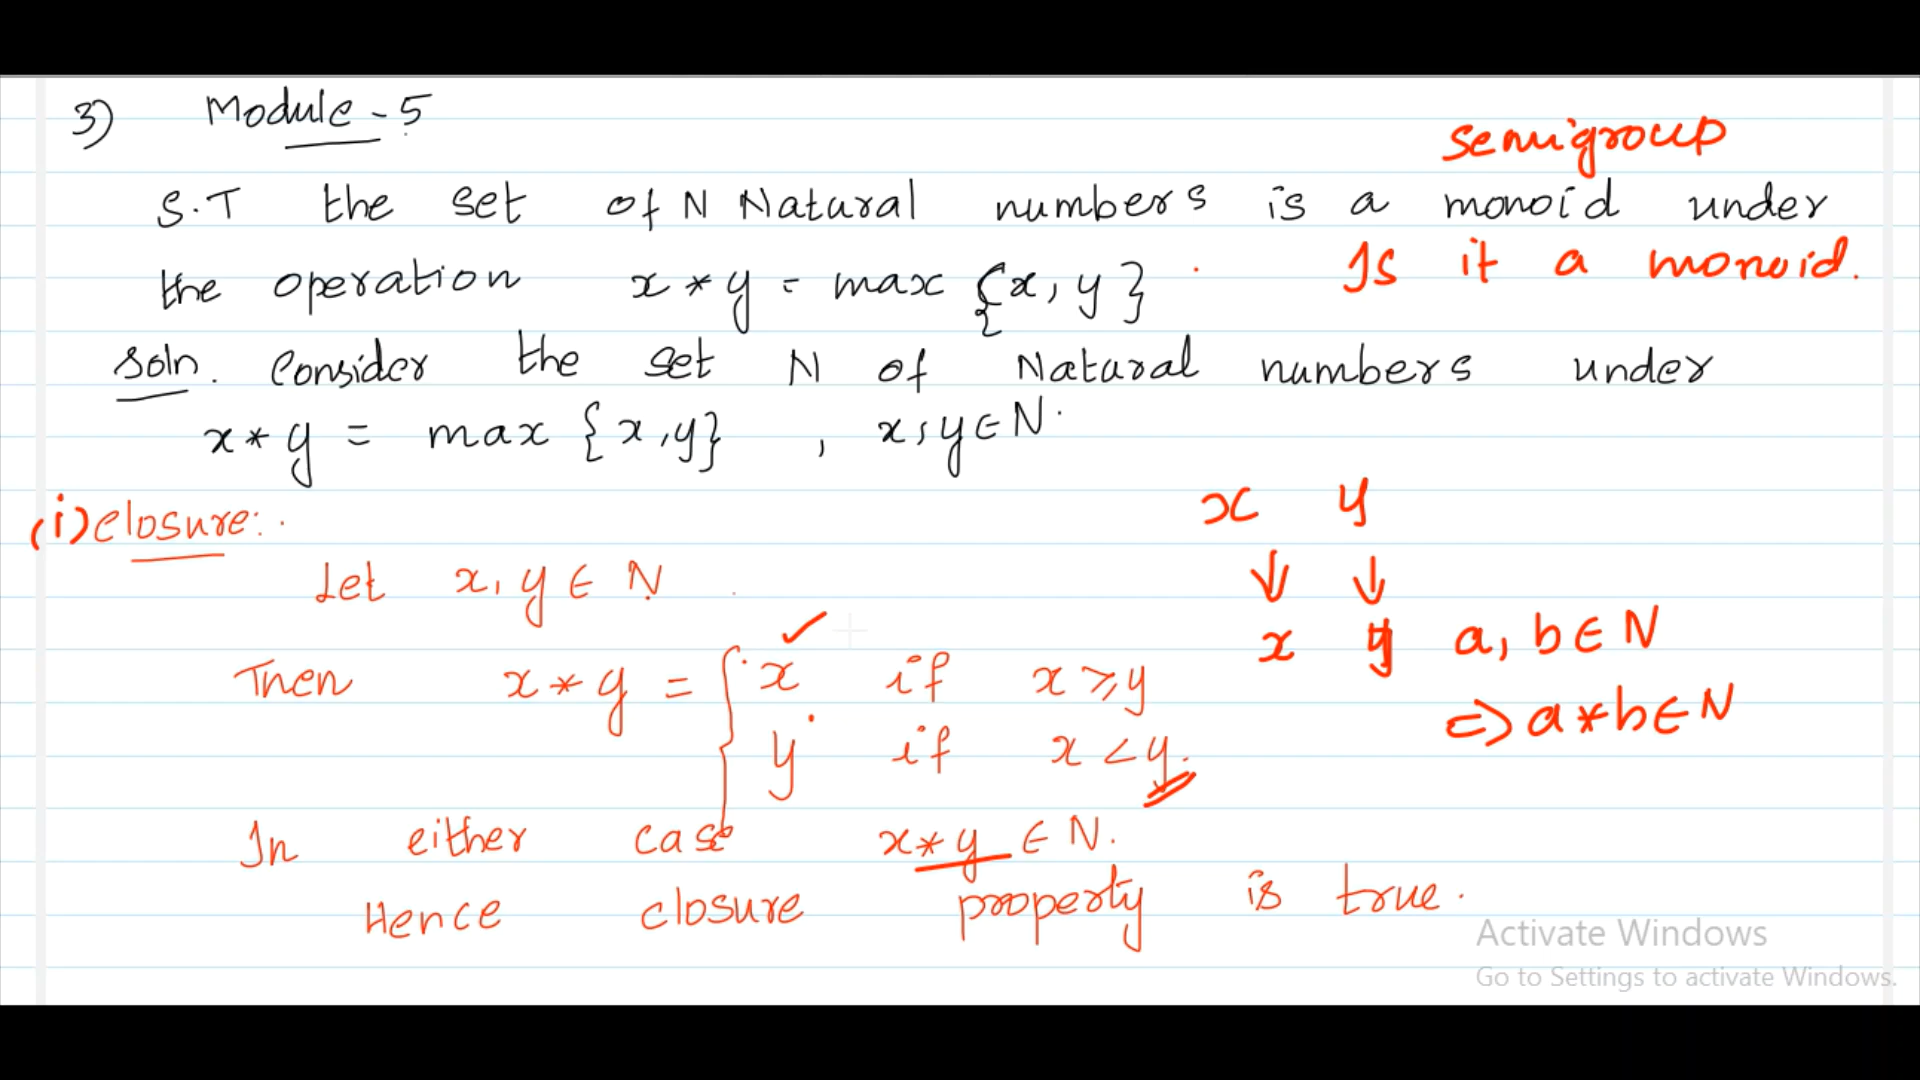 3) Module - 5
semigroup
S.T the set of N Natural numbers is a monoid under
the operation x * y = max {x, y} . Is it a monoid.
Soln. Consider the set N of Natural numbers under
x * y = max {x, y} , x, y ∈ N.
(i) Closure:.
x y
↓ ↓
x y
Let x, y ∈ N
Then x * y = { x if x ≥ y
y if x < y.
a, b ∈ N
=> a * b ∈ N
In either case x * y ∈ N.
Hence closure property is true.
Activate Windows
Go to Settings to activate Windows.